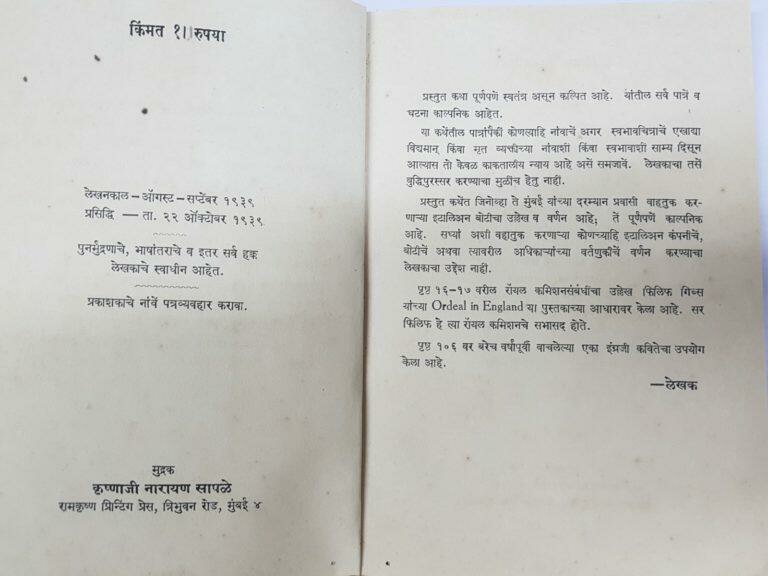 किंमत १॥ रुपया
लेखनकाल – ऑगस्ट – सप्टेंबर १९३९
प्रसिद्धि — ता. २२ ऑक्टोबर १९३९
पुनर्मुद्रणाचे, भाषांतराचे व इतर सर्व हक्क
लेखकाचे स्वाधीन आहेत.
प्रकाशकाचे नांवें पत्रव्यवहार करावा.
मुद्रक
कृष्णाजी नारायण सापळे
रामकृष्ण प्रिन्टिंग प्रेस, त्रिभुवन रोड, मुंबई ४
प्रस्तुत कथा पूर्णपणें स्वतंत्र असून कल्पित आहे. यांतील सर्व पात्रें व
घटना काल्पनिक आहेत.
या कथेंतील पात्रांपैकीं कोणत्याहि नांवाचें अगर स्वभावचित्राचें एखाद्या
विद्यमान् किंवा मृत व्यक्तीच्या नांवाशी किंवा स्वभावाशी साम्य दिसून
आल्यास तो केवळ काकतालीय न्याय आहे असें समजावें. लेखकाचा तसें
बुद्धिपुरस्सर करण्याचा मुळींच हेतु नाहीं.
प्रस्तुत कथेंत जिनोव्हा ते मुंबई यांच्या दरम्यान प्रवासी वाहतुक कर-
णाऱ्या इटालिअन बोटीचा उल्लेख व वर्णन आहे; तें पूर्णपणें काल्पनिक
आहे. सध्यां अशी वहातुक करणाऱ्या कोणच्याहि इटालिअन कंपनीचें,
बोटीचें अथवा त्यावरील अधिकाऱ्यांच्या वर्तणुकीचें वर्णन करण्याचा
लेखकाचा उद्देश नाहीं.
पृष्ठ १६-१७ वरील रॉयल कमिशनसंबंधींचा उल्लेख फिलिफ गिब्स
यांच्या Ordeal in England या पुस्तकाच्या आधारावर केला आहे. सर
फिलिफ हे त्या रॉयल कमिशनचे सभासद होते.
पृष्ठ १०६ वर बरेच वर्षांपूर्वी वाचलेल्या एका इंग्रजी कवितेचा उपयोग
केला आहे.
—लेखक